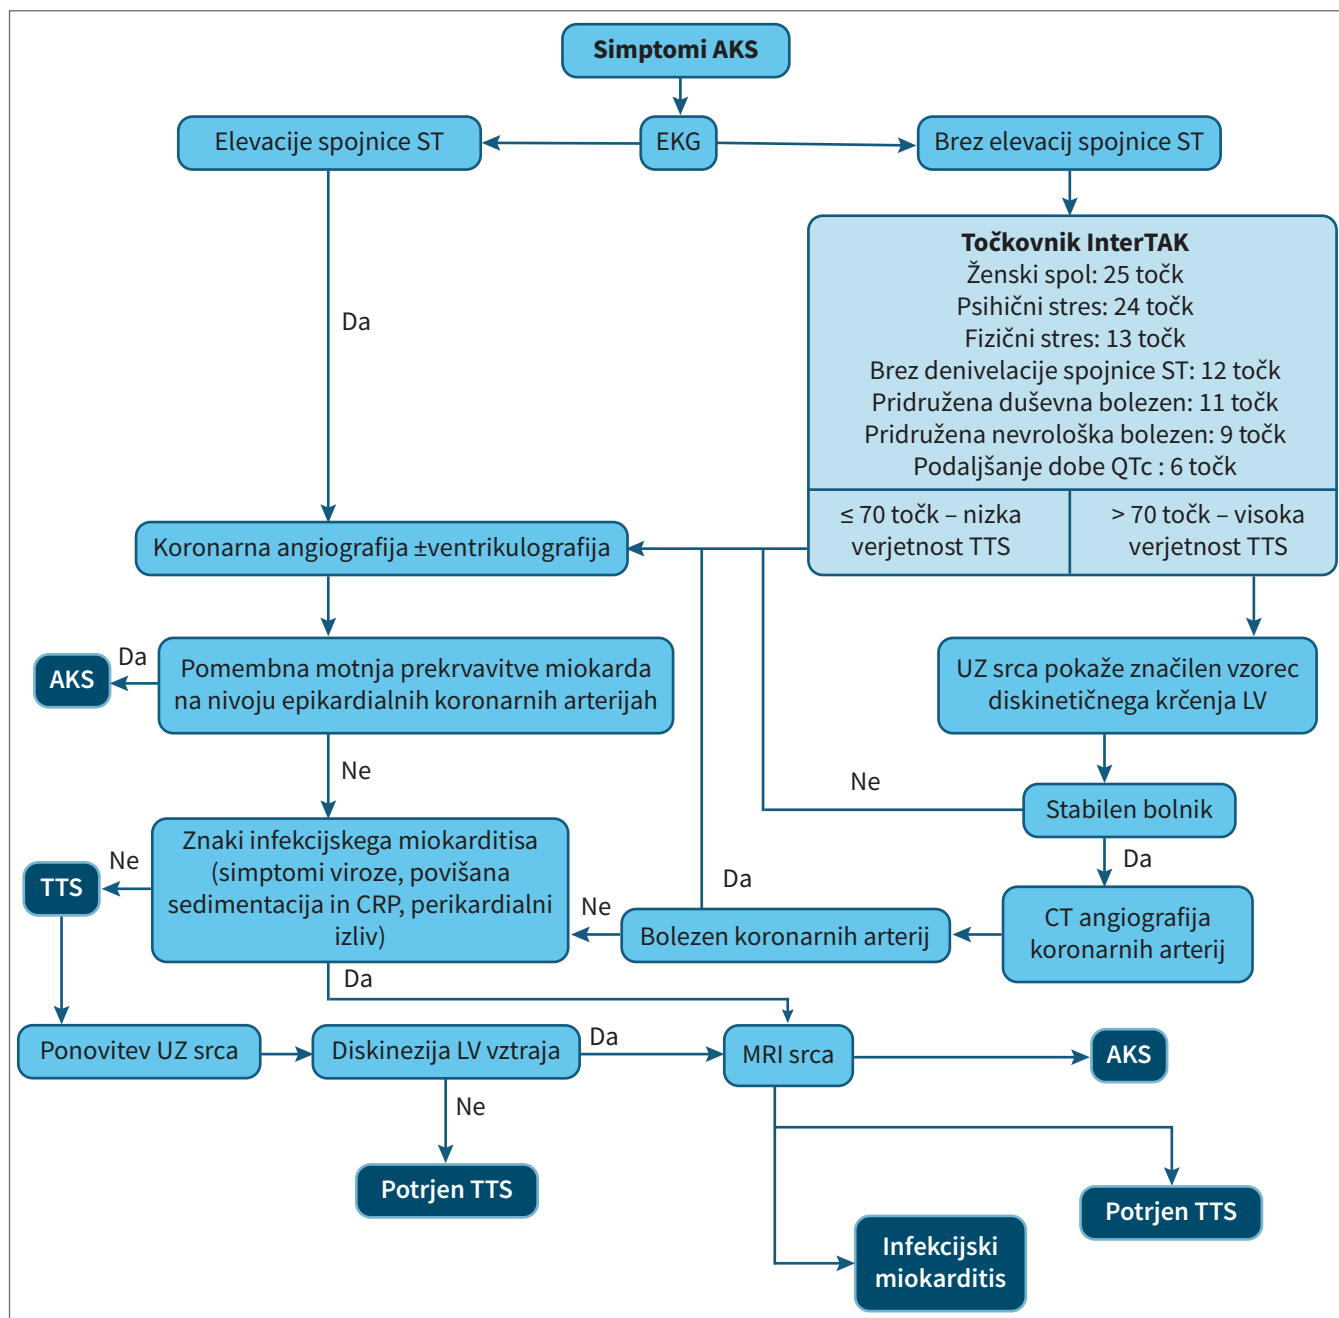 Simptomi AKS
Elevacije spojnice ST
EKG
Brez elevacij spojnice ST
Točkovnik InterTAK
Ženski spol: 25 točk
Psihični stres: 24 točk
Fizični stres: 13 točk
Brez denivelacije spojnice ST: 12 točk
Pridružena duševna bolezen: 11 točk
Pridružena nevrološka bolezen: 9 točk
Podaljšanje dobe QTc : 6 točk
≤ 70 točk – nizka
verjetnost TTS
> 70 točk – visoka
verjetnost TTS
Da
Koronarna angiografija ±ventrikulografija
AKS
Da
Pomembna motnja prekrvavitve miokarda
na nivoju epikardialnih koronarnih arterijah
UZ srca pokaže značilen vzorec
diskinetičnega krčenja LV
Ne
Ne
Stabilen bolnik
Da
TTS
Ne
Znaki infekcijskega miokarditisa
(simptomi viroze, povišana
sedimentacija in CRP, perikardialni
izliv)
Ne
Da
Bolezen koronarnih arterij
CT angiografija
koronarnih arterij
Da
Ponovitev UZ srca
Diskinezija LV vztraja
Da
MRI srca
AKS
Ne
Potrjen TTS
Potrjen TTS
Infekcijski
miokarditis